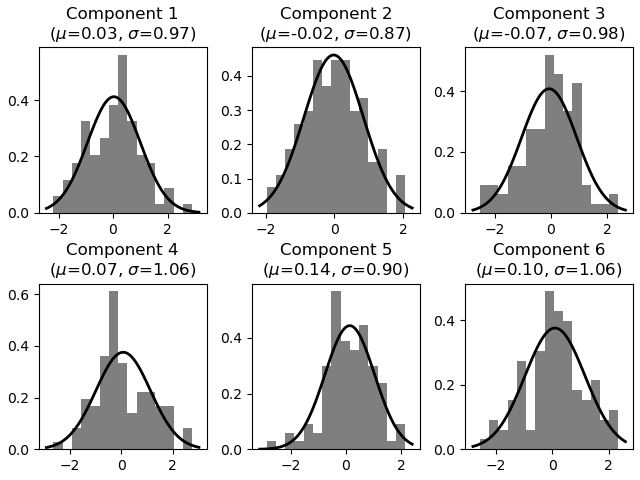 Component 1
(μ=0.03, σ=0.97)
Component 2
(μ=-0.02, σ=0.87)
Component 3
(μ=-0.07, σ=0.98)
0.4
0.2
0.0
−2 0 2
0.4
0.3
0.2
0.1
0.0
−2 0 2
0.4
0.2
0.0
−2 0 2
Component 4
(μ=0.07, σ=1.06)
Component 5
(μ=0.14, σ=0.90)
Component 6
(μ=0.10, σ=1.06)
0.6
0.4
0.2
0.0
−2 0 2
0.4
0.2
0.0
−2 0 2
0.4
0.2
0.0
−2 0 2